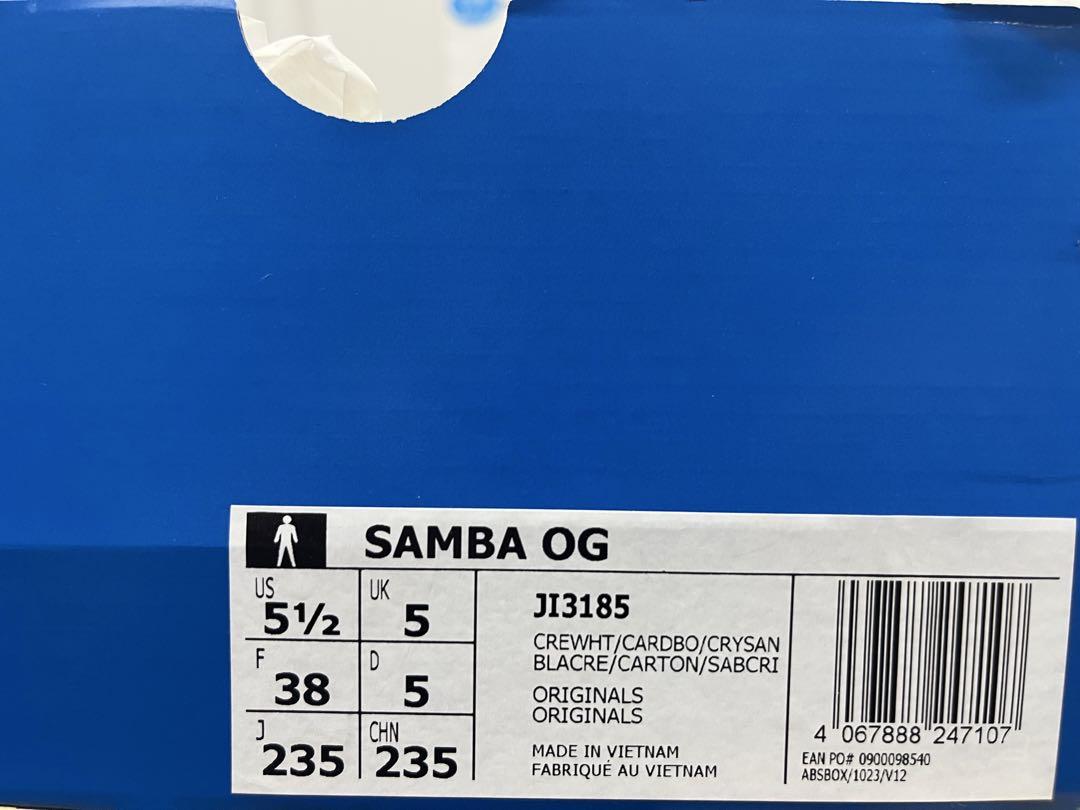 SAMBA OG
US 5½ UK 5
F 38 D 5
J 235 CHN 235
JI3185
CREWHT/CARDBO/CRYSAN
BLACRE/CARTON/SABCRI
ORIGINALS
ORIGINALS
MADE IN VIETNAM
FABRIQUÉ AU VIETNAM
4 067888 247107
EAN PO# 0900098540
ABSBOX/1023/V12